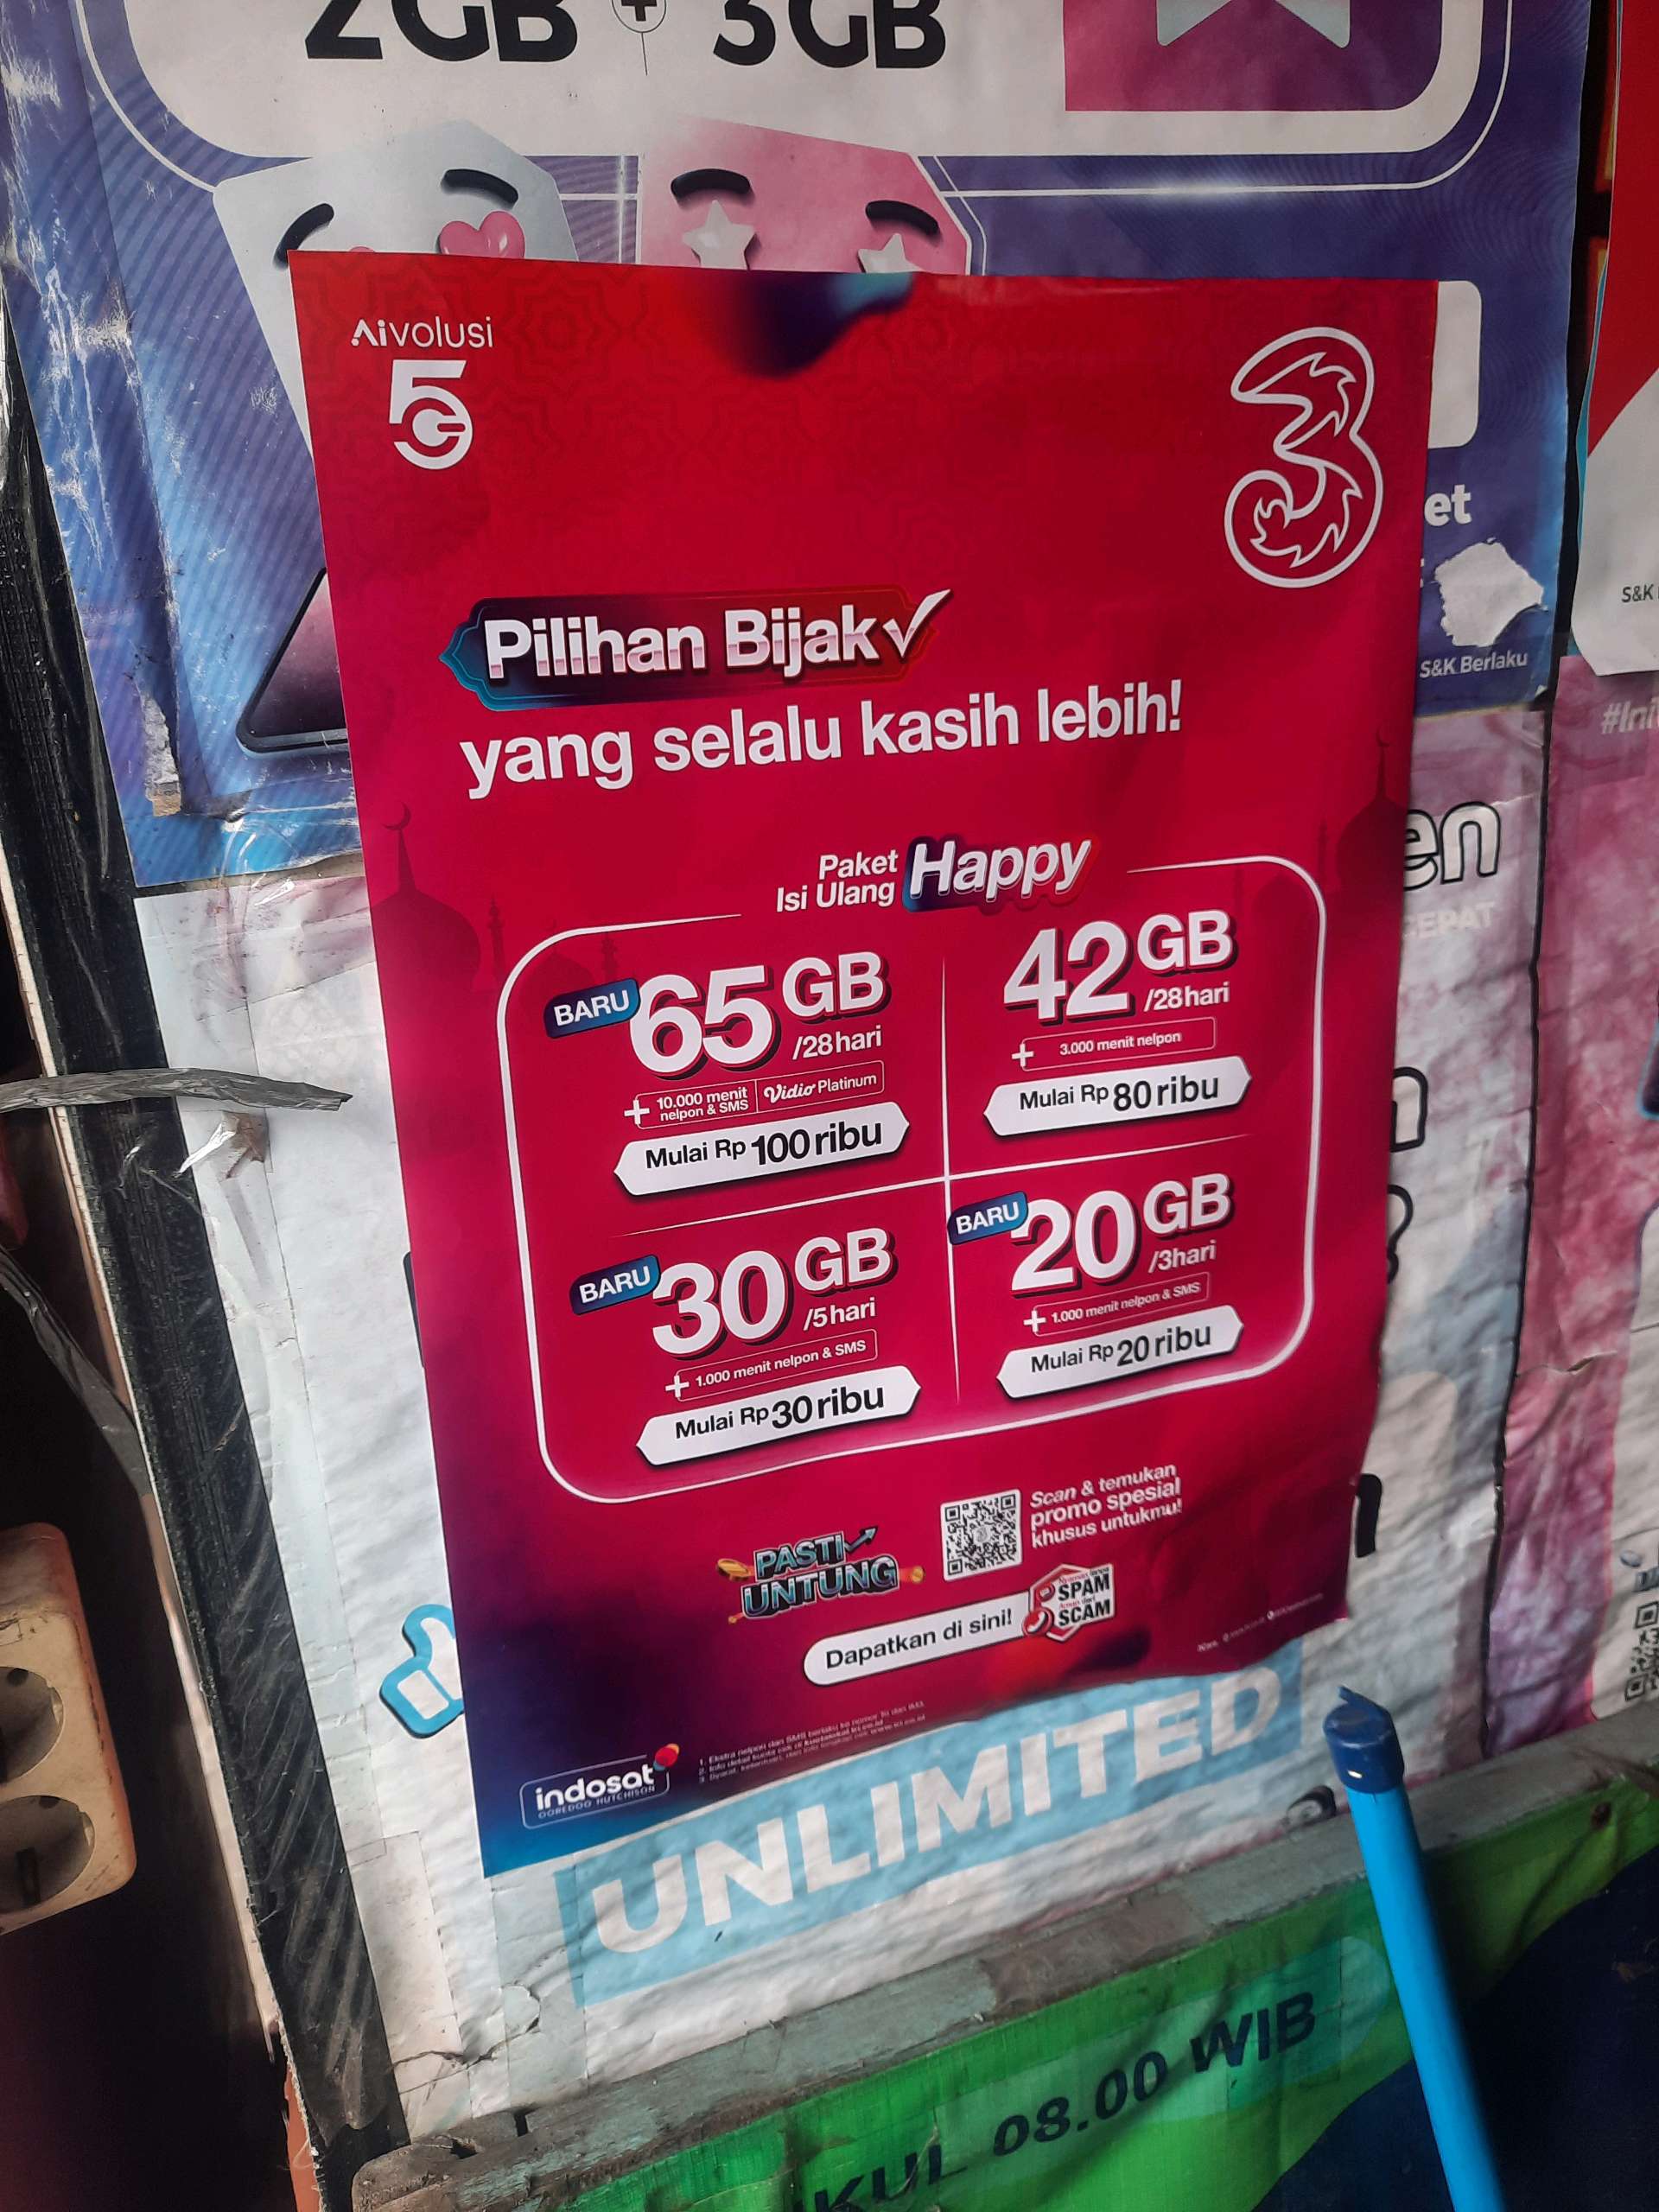 2GB + 3GB
Aivolusi
5G
3
et
S&K
S&K Berlaku
#Ini
Pilihan Bijak
yang selalu kasih lebih!
en
CEPAT
Paket
Isi Ulang Happy
BARU 65 GB
/28hari
+ 10.000 menit
nelpon & SMS
Vidio Platinum
Mulai Rp 100 ribu
42 GB
/28hari
+ 3.000 menit nelpon
Mulai Rp 80 ribu
BARU 30 GB
/5hari
+ 1.000 menit nelpon & SMS
Mulai Rp 30 ribu
BARU 20 GB
/3hari
+ 1.000 menit nelpon & SMS
Mulai Rp 20 ribu
PASTI
UNTUNG
Scan & temukan
promo spesial
khusus untukmu!
Dapatkan di sini!
SPAM
SCAM
indosat
OOREDOO HUTCHISON
UNLIMITED
KUL 08.00 WIB